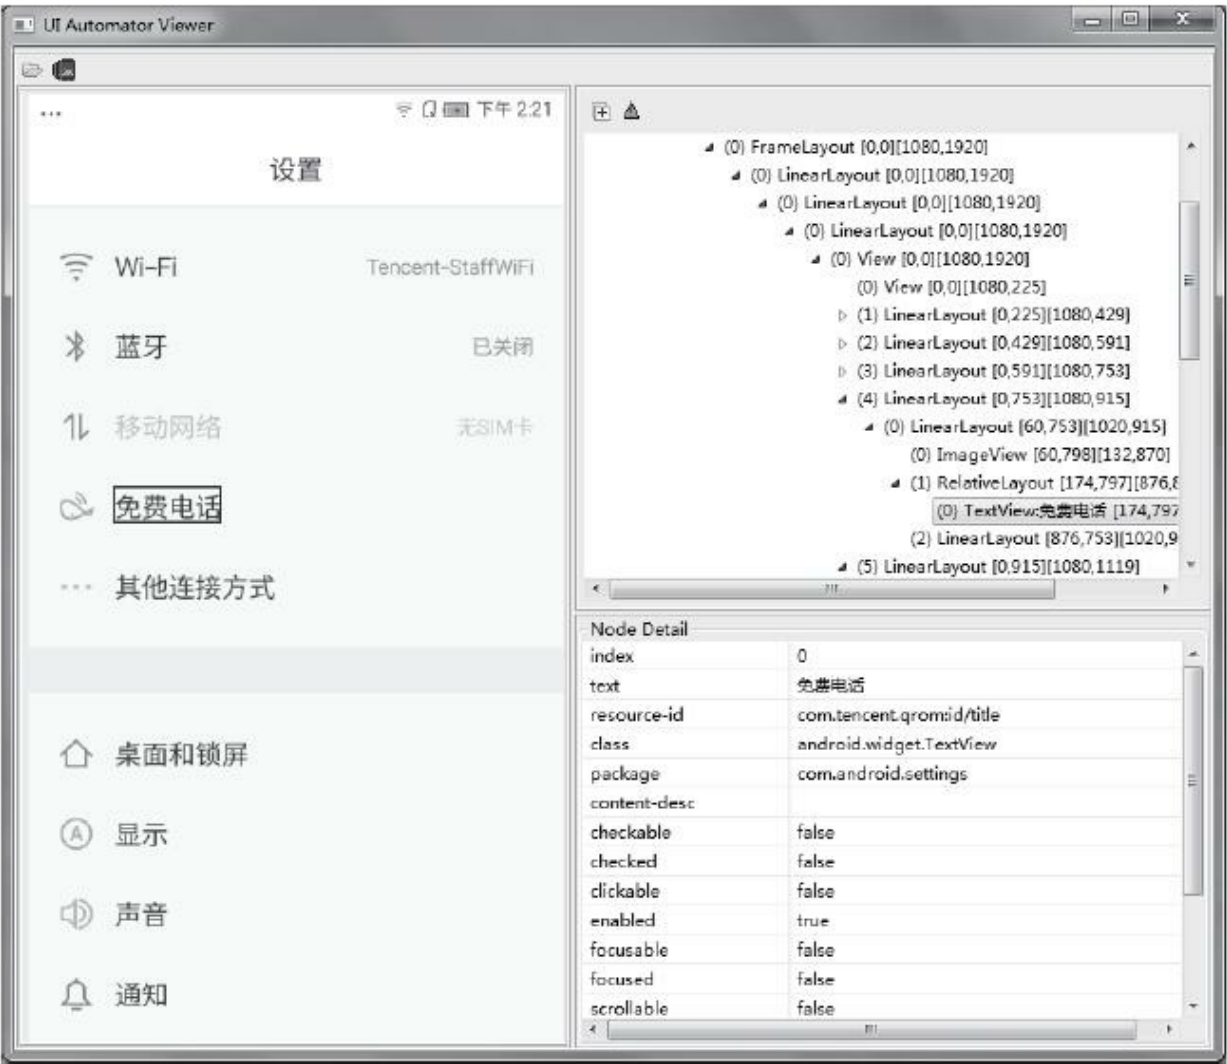 UI Automator Viewer
下午 2:21
设置
Wi-Fi
Tencent-StaffWiFi
蓝牙
已关闭
移动网络
无SIM卡
免费电话
其他连接方式
桌面和锁屏
显示
声音
通知
(0) FrameLayout [0,0][1080,1920]
(0) LinearLayout [0,0][1080,1920]
(0) LinearLayout [0,0][1080,1920]
(0) LinearLayout [0,0][1080,1920]
(0) View [0,0][1080,1920]
(0) View [0,0][1080,225]
(1) LinearLayout [0,225][1080,429]
(2) LinearLayout [0,429][1080,591]
(3) LinearLayout [0,591][1080,753]
(4) LinearLayout [0,753][1080,915]
(0) LinearLayout [60,753][1020,915]
(0) ImageView [60,798][132,870]
(1) RelativeLayout [174,797][876,8
(0) TextView:免费电话 [174,797
(2) LinearLayout [876,753][1020,9
(5) LinearLayout [0,915][1080,1119]
Node Detail
index 0
text 免费电话
resource-id com.tencent.qrom:id/title
class android.widget.TextView
package com.android.settings
content-desc
checkable false
checked false
clickable false
enabled true
focusable false
focused false
scrollable false